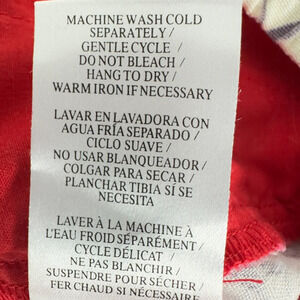 MACHINE WASH COLD
SEPARATELY /
GENTLE CYCLE /
DO NOT BLEACH /
HANG TO DRY /
WARM IRON IF NECESSARY
LAVAR EN LAVADORA CON
AGUA FRÍA SEPARADO /
CICLO SUAVE /
NO USAR BLANQUEADOR /
COLGAR PARA SECAR /
PLANCHAR TIBIA SÍ SE
NECESITA
LAVER À LA MACHINE À
L'EAU FROID SÉPARÉMENT /
CYCLE DÉLICAT /
NE PAS BLANCHIR /
SUSPENDRE POUR SÉCHER /
FER CHAUD SI NÉCESSAIRE